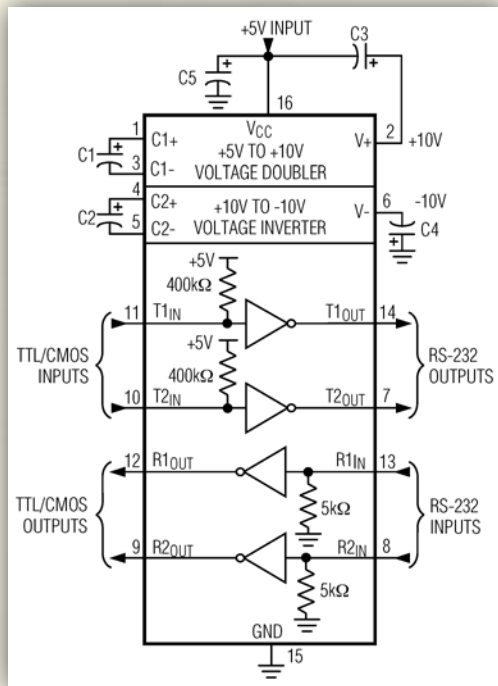 +5V INPUT
C3
C5
+
+
16
1
C1+
VCC
V+
2
+10V
+
C1
+5V TO +10V
VOLTAGE DOUBLER
3
C1-
4
C2+
+10V TO -10V
VOLTAGE INVERTER
V-
6
-10V
+
C2
5
C2-
C4
+
+5V
400kΩ
11
T1IN
T1OUT
14
TTL/CMOS
INPUTS
+5V
RS-232
OUTPUTS
400kΩ
10
T2IN
T2OUT
7
12
R1OUT
R1IN
13
TTL/CMOS
OUTPUTS
5kΩ
RS-232
INPUTS
9
R2OUT
R2IN
8
5kΩ
GND
15